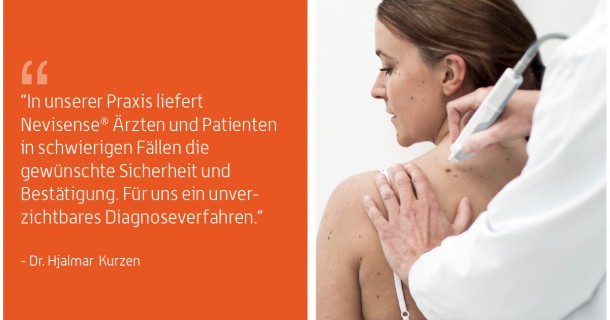 “
“In unserer Praxis liefert
Nevisense® Ärzten und Patienten
in schwierigen Fällen die
gewünschte Sicherheit und
Bestätigung. Für uns ein unver-
zichtbares Diagnoseverfahren.”
- Dr. Hjalmar Kurzen